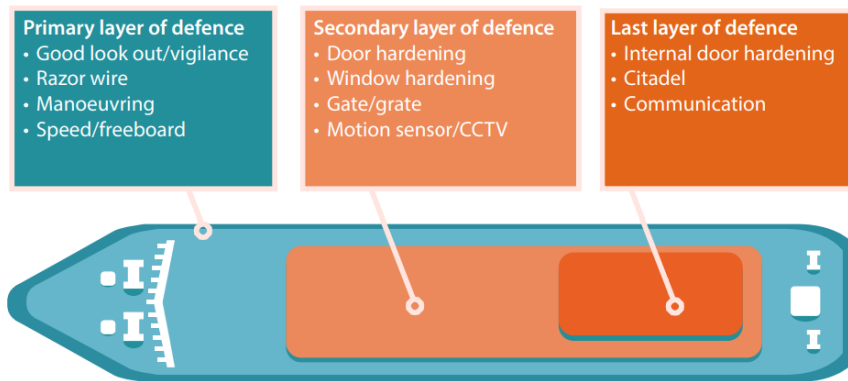 Primary layer of defence
• Good look out/vigilance
• Razor wire
• Manoeuvring
• Speed/freeboard
Secondary layer of defence
• Door hardening
• Window hardening
• Gate/grate
• Motion sensor/CCTV
Last layer of defence
• Internal door hardening
• Citadel
• Communication